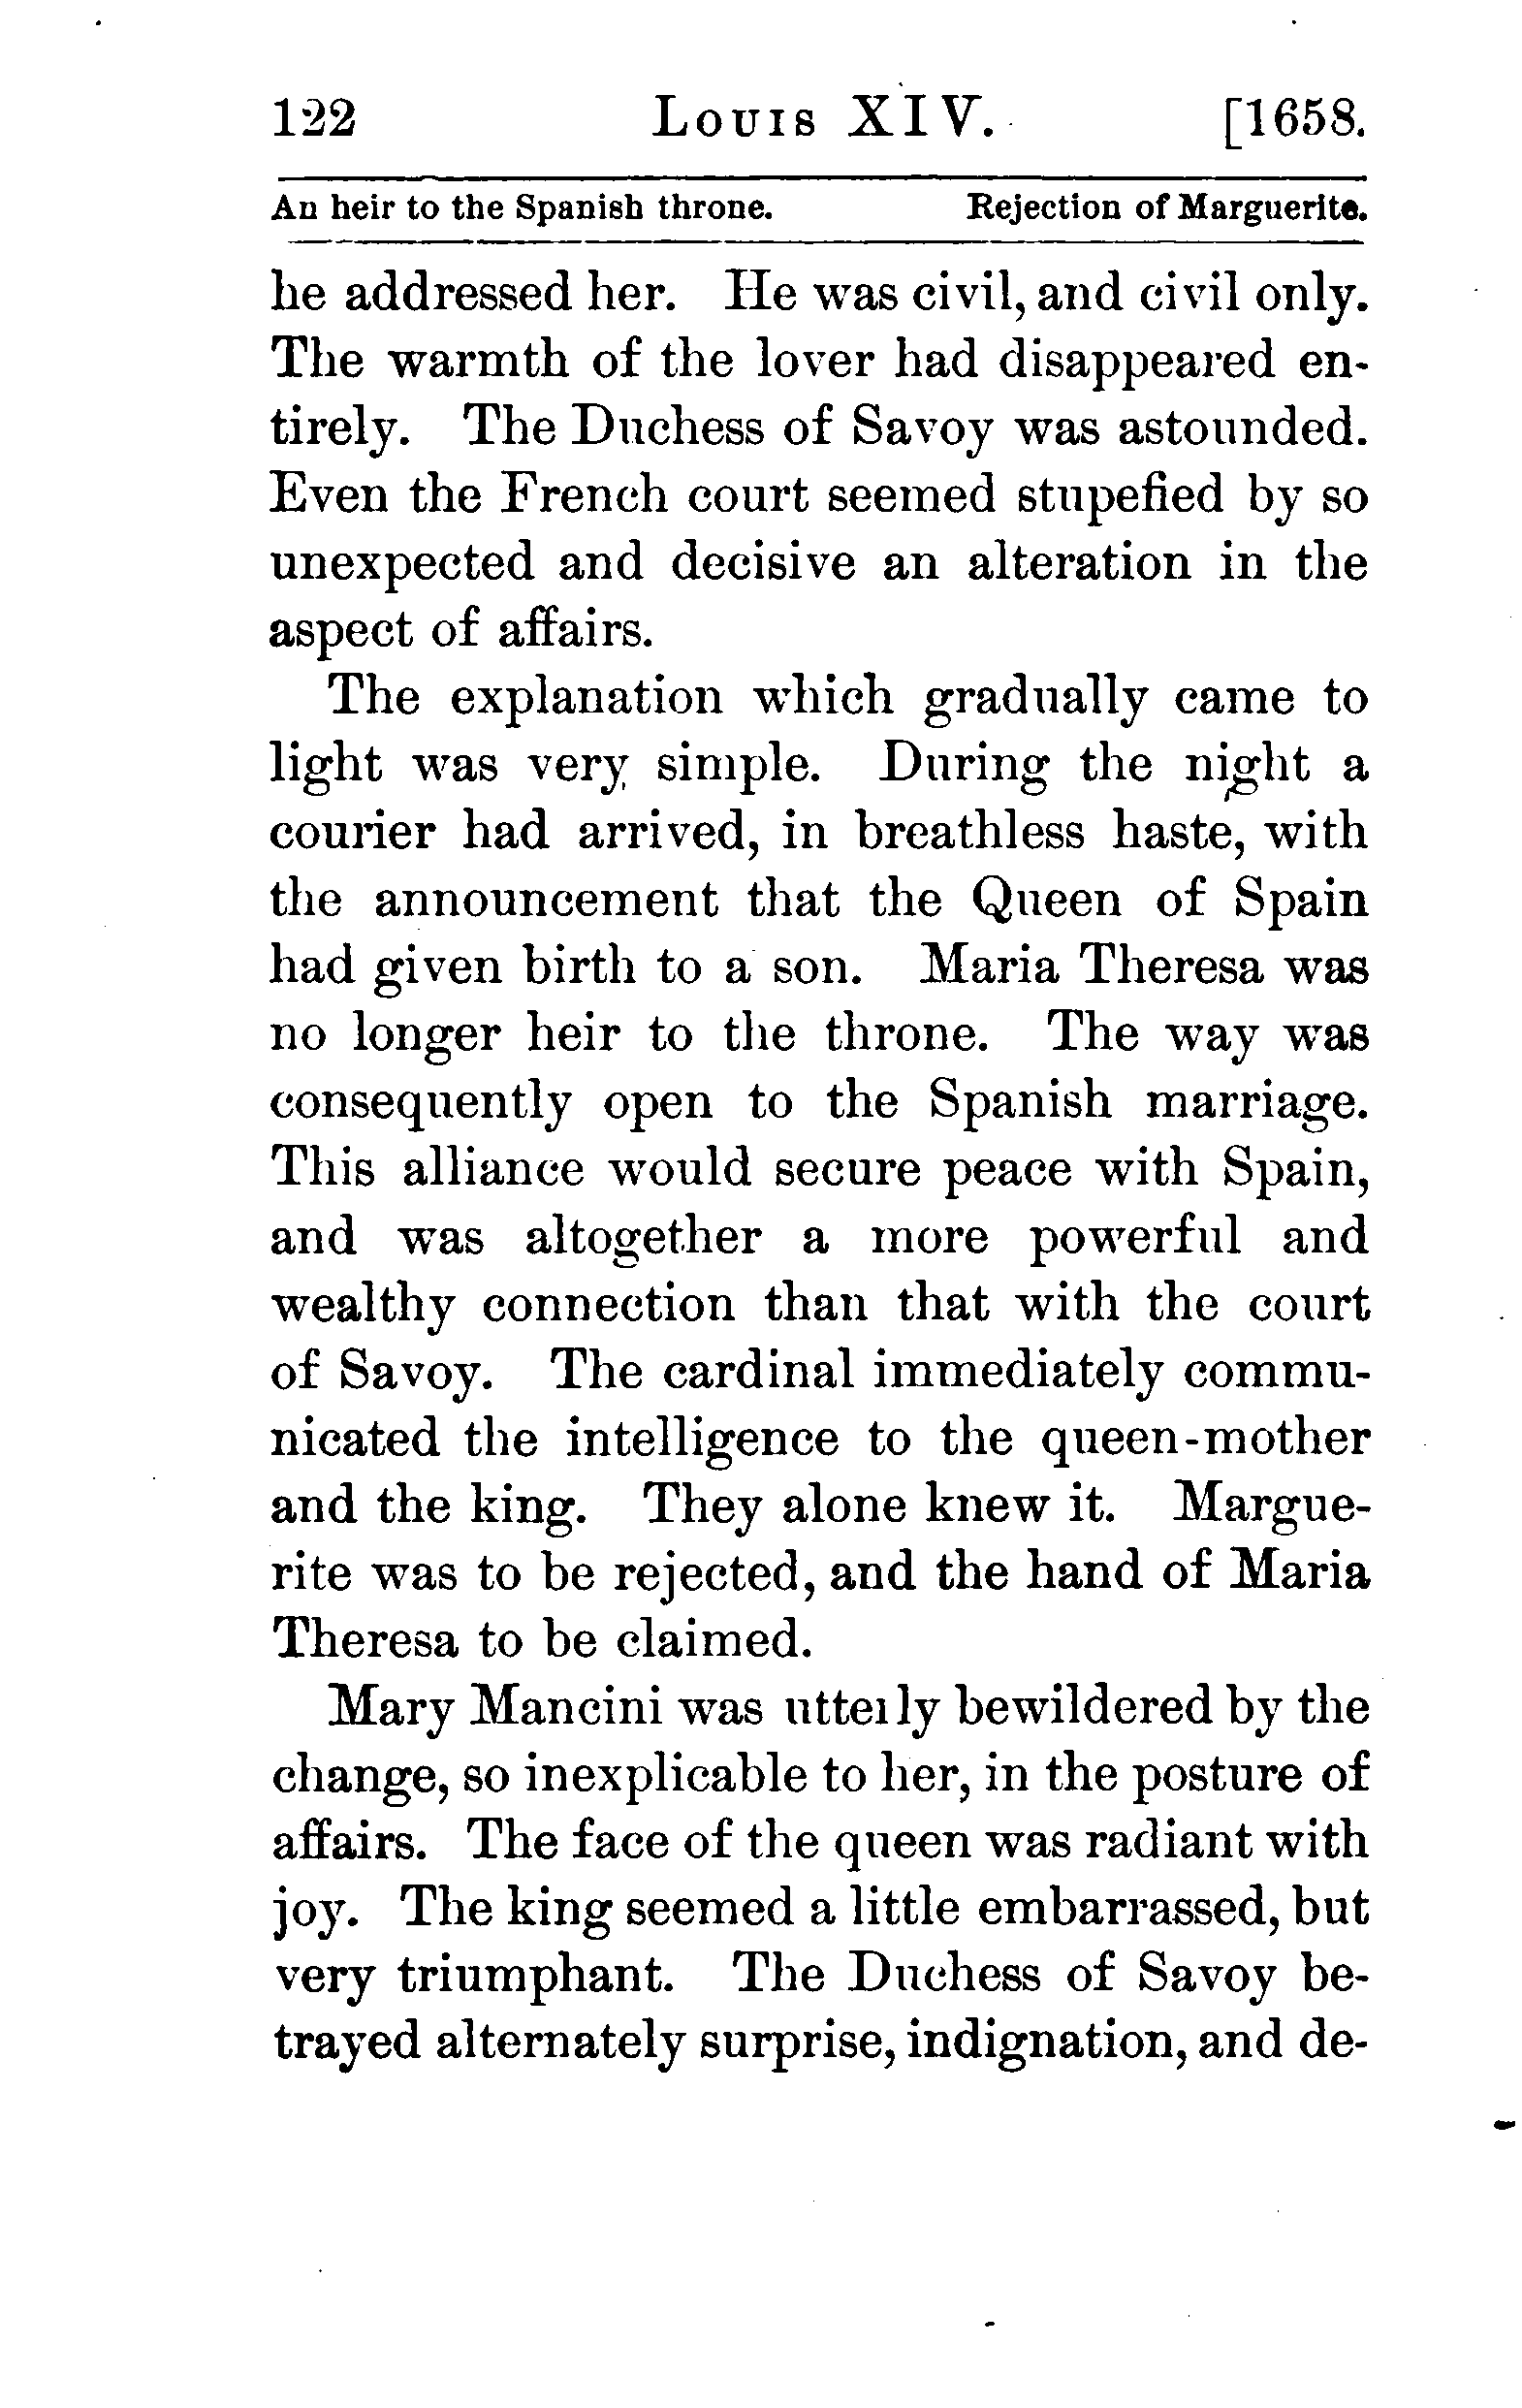 122 Louis XIV. [1658.
An heir to the Spanish throne. Rejection of Marguerite.
he addressed her. He was civil, and civil only.
The warmth of the lover had disappeared en-
tirely. The Duchess of Savoy was astounded.
Even the French court seemed stupefied by so
unexpected and decisive an alteration in the
aspect of affairs.
The explanation which gradually came to
light was very simple. During the night a
courier had arrived, in breathless haste, with
the announcement that the Queen of Spain
had given birth to a son. Maria Theresa was
no longer heir to the throne. The way was
consequently open to the Spanish marriage.
This alliance would secure peace with Spain,
and was altogether a more powerful and
wealthy connection than that with the court
of Savoy. The cardinal immediately commu-
nicated the intelligence to the queen-mother
and the king. They alone knew it. Margue-
rite was to be rejected, and the hand of Maria
Theresa to be claimed.
Mary Mancini was utterly bewildered by the
change, so inexplicable to her, in the posture of
affairs. The face of the queen was radiant with
joy. The king seemed a little embarrassed, but
very triumphant. The Duchess of Savoy be-
trayed alternately surprise, indignation, and de-